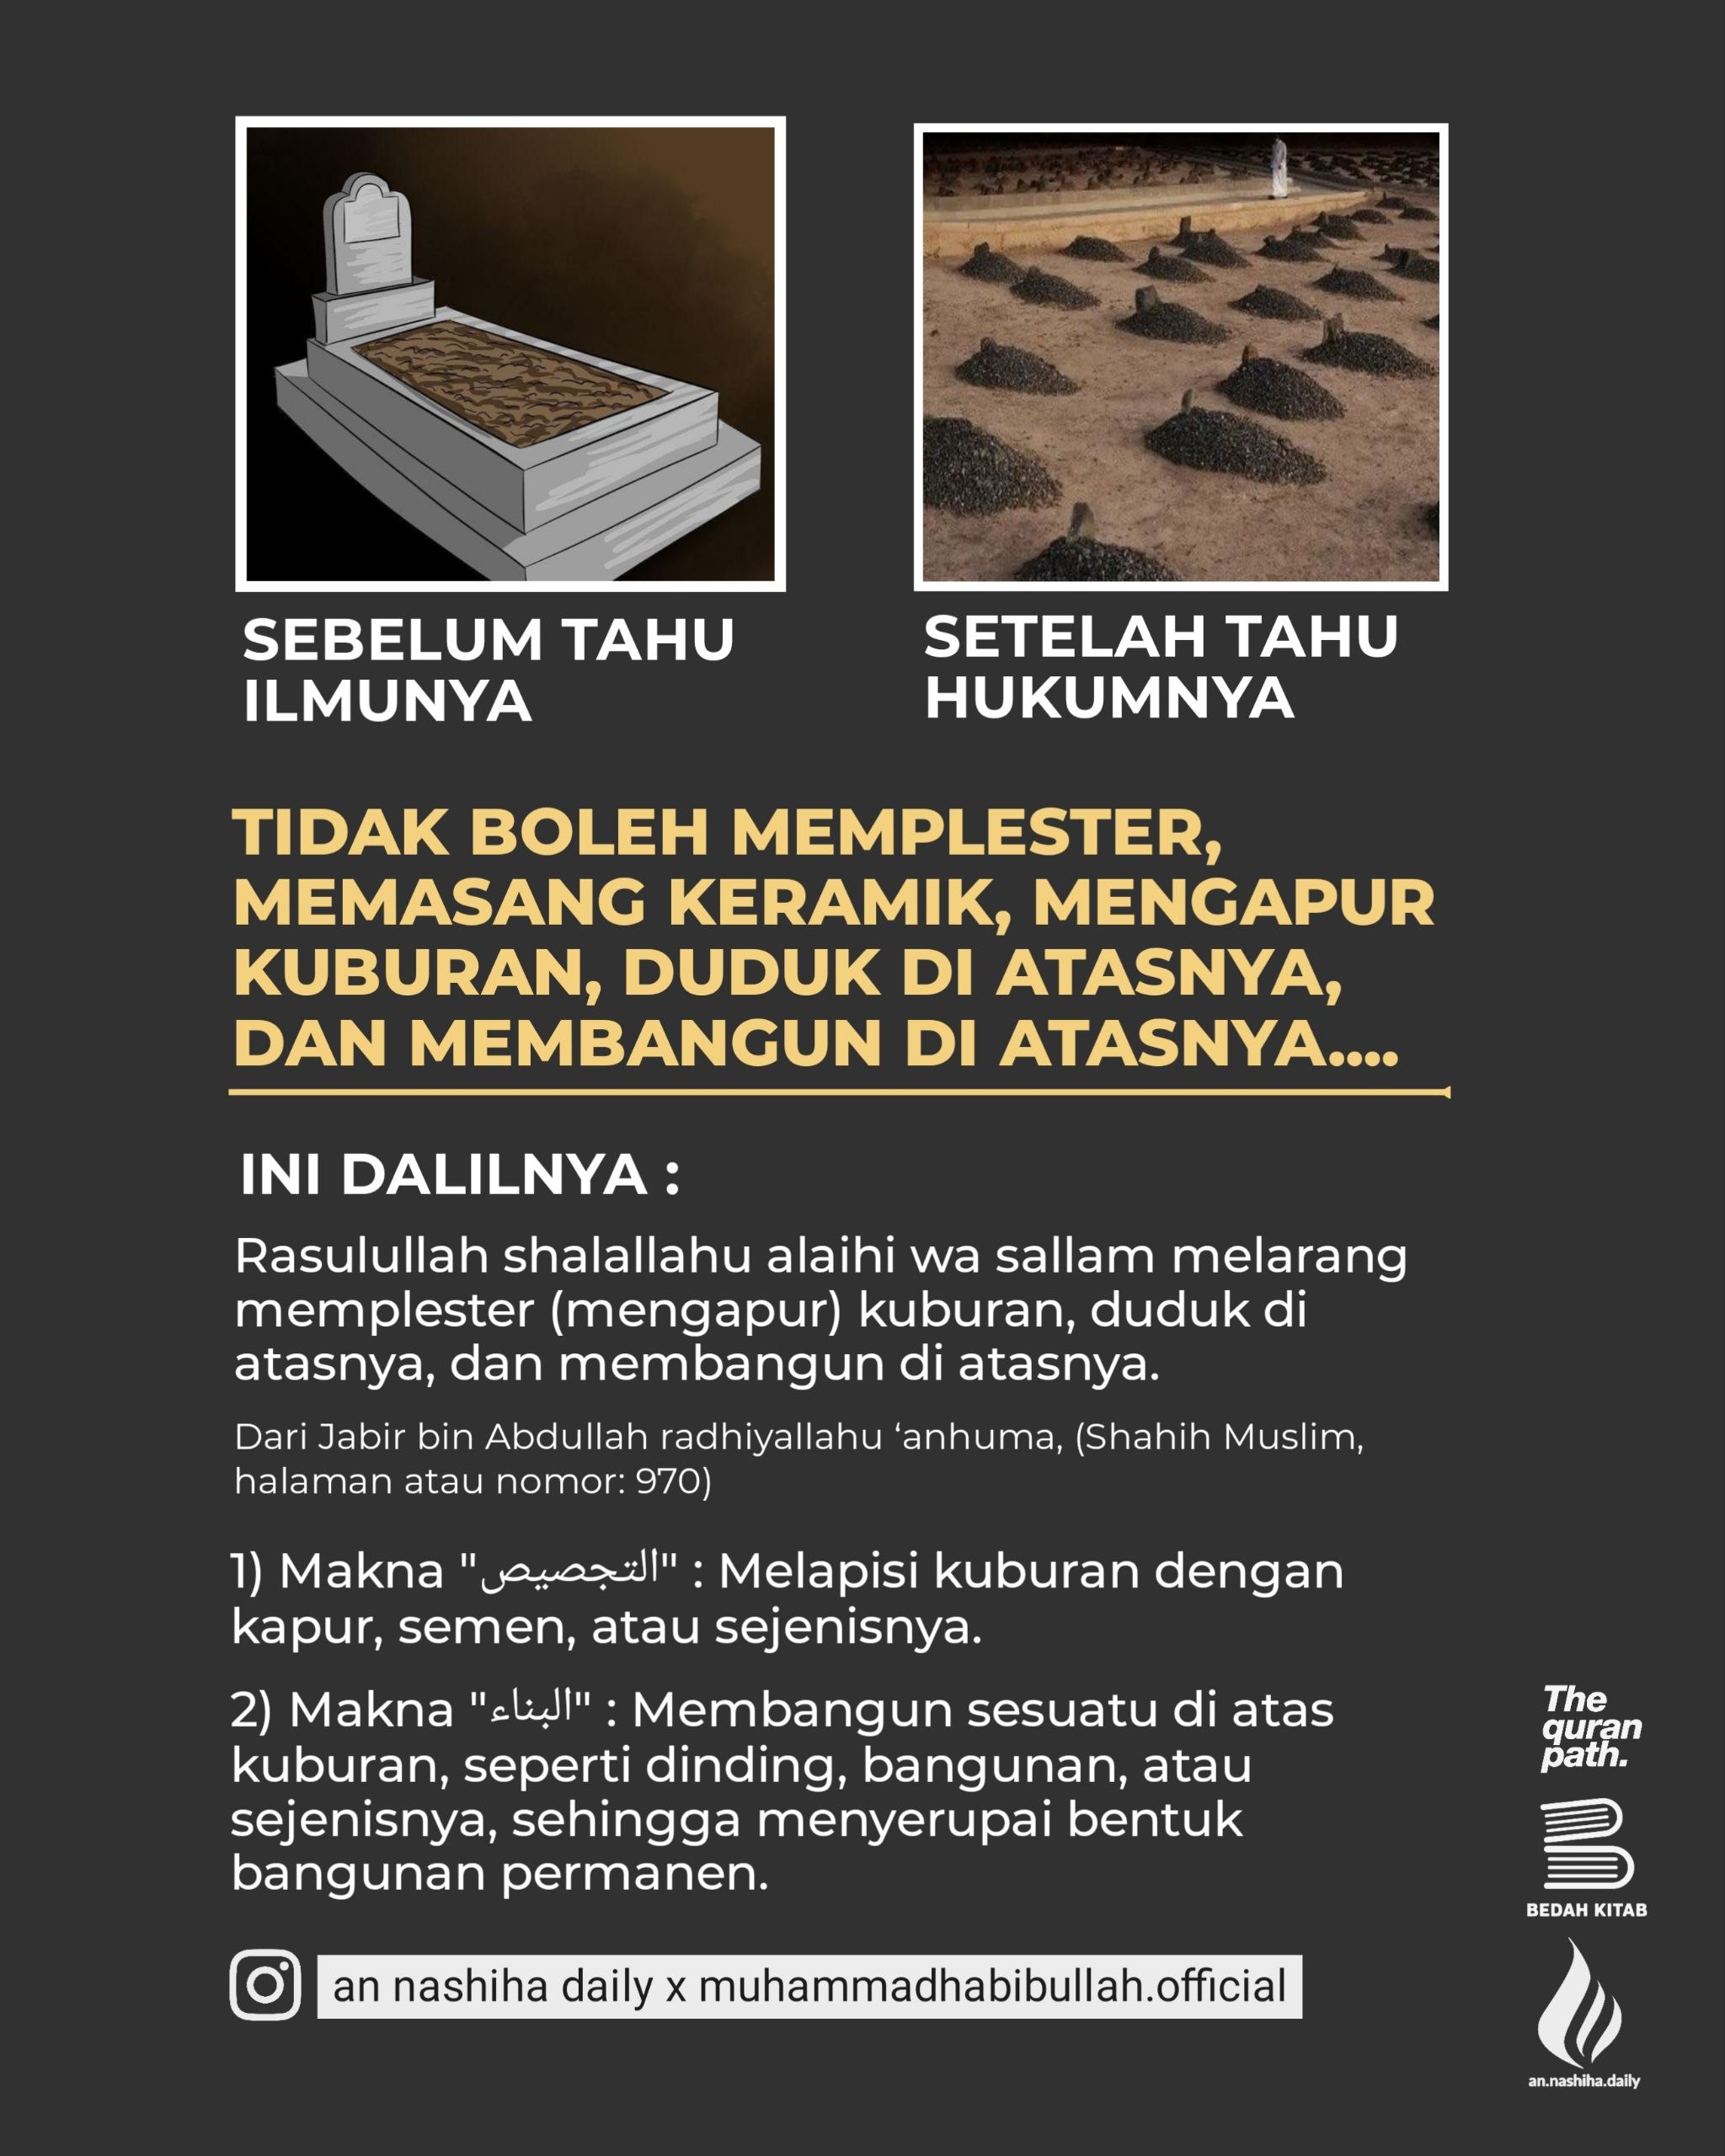 SEBELUM TAHU
ILMUNYA
SETELAH TAHU
HUKUMNYA
TIDAK BOLEH MEMPLESTER,
MEMASANG KERAMIK, MENGAPUR
KUBURAN, DUDUK DI ATASNYA,
DAN MEMBANGUN DI ATASNYA....
INI DALILNYA :
Rasulullah shalallahu alaihi wa sallam melarang
memplester (mengapur) kuburan, duduk di
atasnya, dan membangun di atasnya.
Dari Jabir bin Abdullah radhiyallahu ‘anhuma, (Shahih Muslim,
halaman atau nomor: 970)
1) Makna "التجصيص" : Melapisi kuburan dengan
kapur, semen, atau sejenisnya.
2) Makna "البناء" : Membangun sesuatu di atas
kuburan, seperti dinding, bangunan, atau
sejenisnya, sehingga menyerupai bentuk
bangunan permanen.
an nashiha daily x muhammadhabibullah.official
The
quran
path.
BEDAH KITAB
an.nashiha.daily